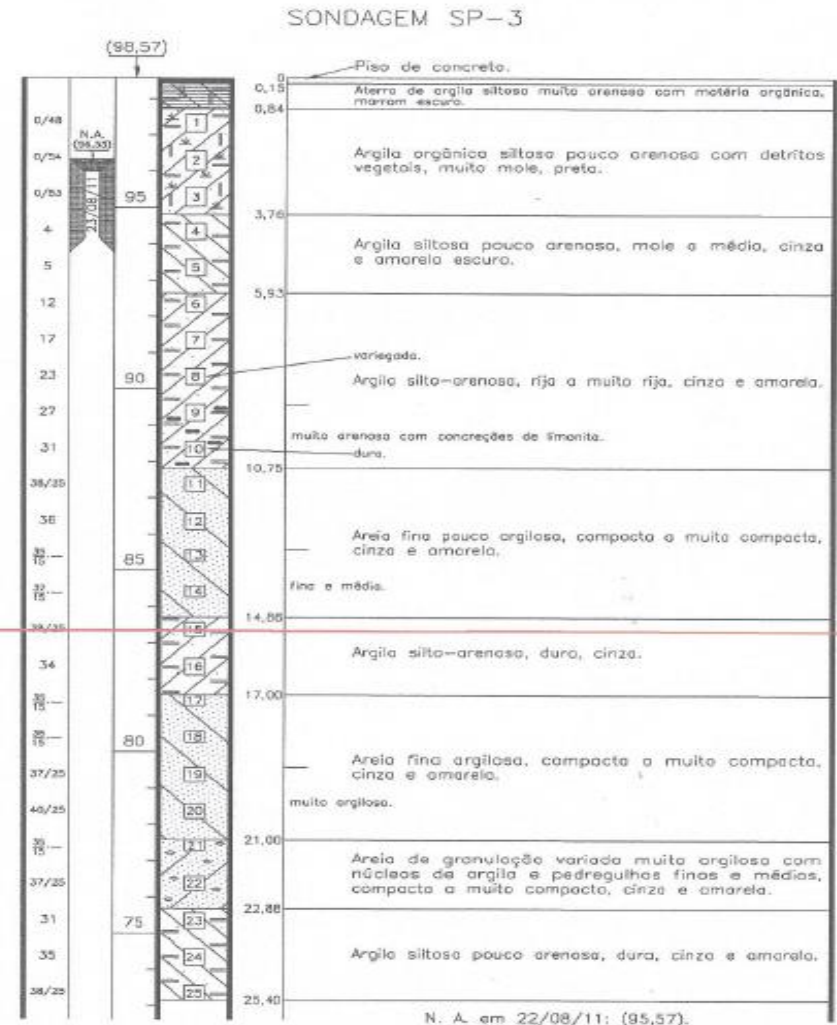 SONDAGEM SP-3
(98,57)
Piso de concreto.
0
0,15
Aterro de argila siltosa muito arenosa com matéria orgânica,
marrom escuro.
0,84
0/48
1
N.A.
0/54
2
Argila orgânica siltosa pouco arenosa com detritos
vegetais, muito mole, preta.
23/08/11
0/53
3
95
3,76
4
4
Argila siltosa pouco arenosa, mole a média, cinza
e amarelo escuro.
5
5
5,93
12
6
17
7
variegada.
23
90
8
Argila silto-arenosa, rija a muito rija, cinza e amarela.
27
9
muito arenosa com concreções de limonita.
31
10
dura.
10,75
38/25
11
36
12
Areia fina pouco argilosa, compacta a muito compacta,
cinza e amarela.
85
13
14
fina e média.
15
Argila silto-arenosa, dura, cinza.
34
16
17,00
17
80
18
Areia fina argilosa, compacta a muito compacta,
cinza e amarela.
37/25
19
muito argilosa.
20
21,00
21
Areia de granulação variada muito argilosa com
núcleos de argila e pedregulhos finos e médios,
compacta a muito compacta, cinza e amarela.
37/25
22
22,88
31
75
23
35
24
Argila siltosa pouco arenosa, dura, cinza e amarela.
38/25
25
25,40
N. A. em 22/08/11: (95,57).